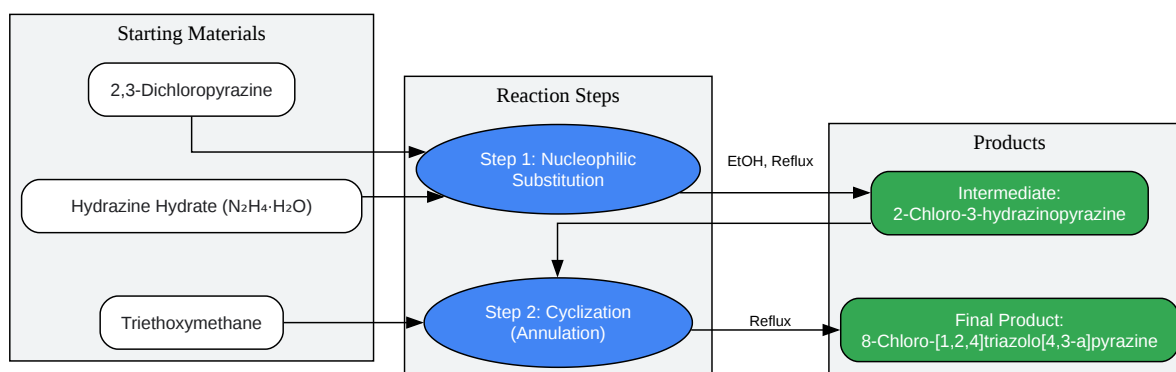 Starting Materials
2,3-Dichloropyrazine
Hydrazine Hydrate (N₂H₄·H₂O)
Triethoxymethane
Reaction Steps
Step 1: Nucleophilic
Substitution
Step 2: Cyclization
(Annulation)
EtOH, Reflux
Reflux
Products
Intermediate:
2-Chloro-3-hydrazinopyrazine
Final Product:
8-Chloro-[1,2,4]triazolo[4,3-a]pyrazine